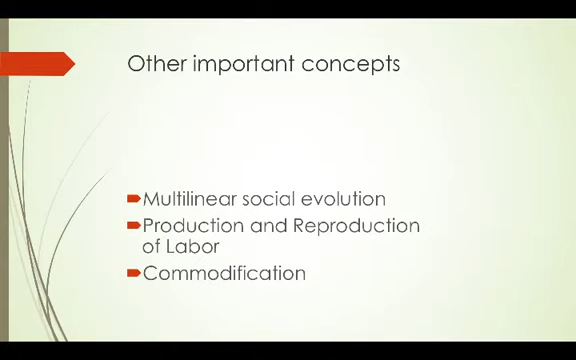 Other important concepts
Multilinear social evolution
Production and Reproduction
of Labor
Commodification